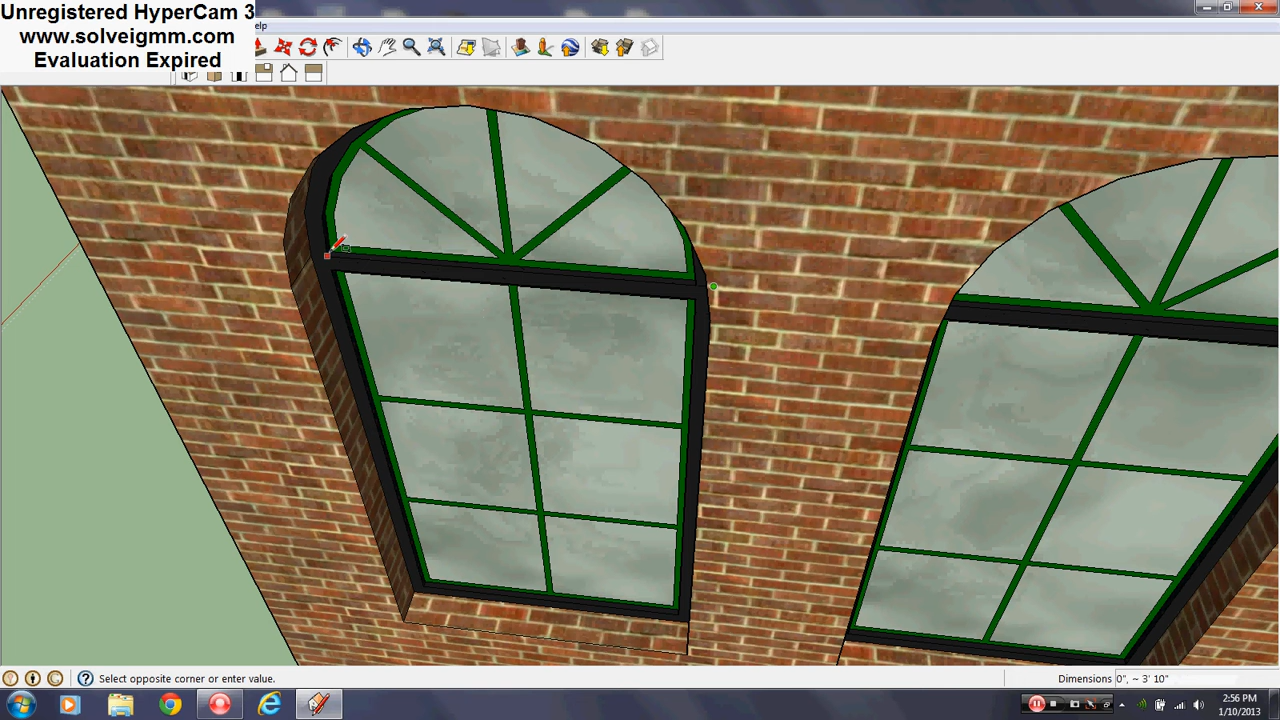 Unregistered HyperCam 3
www.solveigmm.com
Evaluation Expired
elp
Select opposite corner or enter value.
Dimensions 0", ~ 3' 10"
2:56 PM
1/10/2013